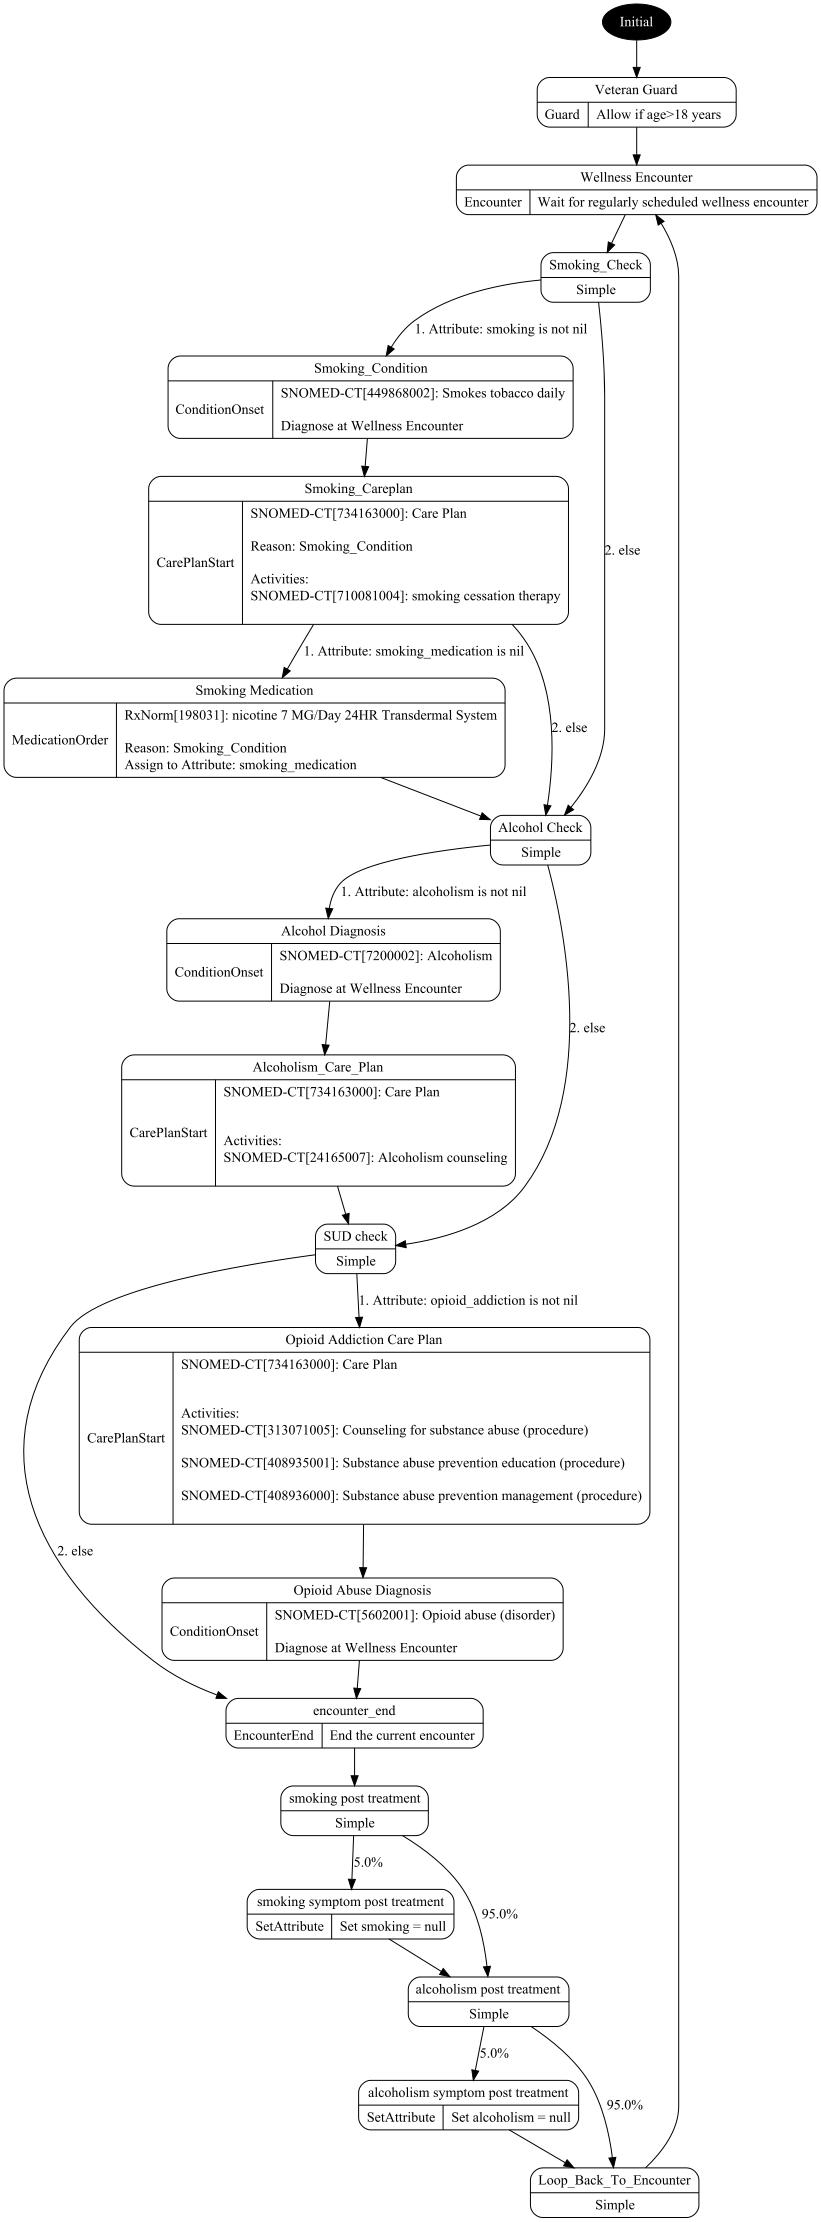 Initial
Veteran Guard
Guard
Allow if age>18 years
Wellness Encounter
Encounter
Wait for regularly scheduled wellness encounter
Smoking_Check
Simple
1. Attribute: smoking is not nil
Smoking_Condition
ConditionOnset
SNOMED-CT[449868002]: Smokes tobacco daily
Diagnose at Wellness Encounter
Smoking_Careplan
CarePlanStart
SNOMED-CT[734163000]: Care Plan
Reason: Smoking_Condition
Activities:
SNOMED-CT[710081004]: smoking cessation therapy
2. else
1. Attribute: smoking_medication is nil
Smoking Medication
MedicationOrder
RxNorm[198031]: nicotine 7 MG/Day 24HR Transdermal System
Reason: Smoking_Condition
Assign to Attribute: smoking_medication
2. else
Alcohol Check
Simple
1. Attribute: alcoholism is not nil
Alcohol Diagnosis
ConditionOnset
SNOMED-CT[7200002]: Alcoholism
Diagnose at Wellness Encounter
2. else
Alcoholism_Care_Plan
CarePlanStart
SNOMED-CT[734163000]: Care Plan
Activities:
SNOMED-CT[24165007]: Alcoholism counseling
SUD check
Simple
1. Attribute: opioid_addiction is not nil
Opioid Addiction Care Plan
CarePlanStart
SNOMED-CT[734163000]: Care Plan
Activities:
SNOMED-CT[313071005]: Counseling for substance abuse (procedure)
SNOMED-CT[408935001]: Substance abuse prevention education (procedure)
SNOMED-CT[408936000]: Substance abuse prevention management (procedure)
2. else
Opioid Abuse Diagnosis
ConditionOnset
SNOMED-CT[5602001]: Opioid abuse (disorder)
Diagnose at Wellness Encounter
encounter_end
EncounterEnd
End the current encounter
smoking post treatment
Simple
5.0%
smoking symptom post treatment
SetAttribute
Set smoking = null
95.0%
alcoholism post treatment
Simple
5.0%
alcoholism symptom post treatment
SetAttribute
Set alcoholism = null
95.0%
Loop_Back_To_Encounter
Simple